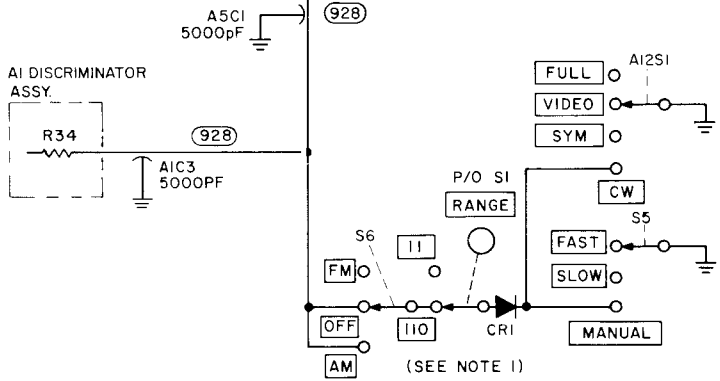 A5C1
5000pF
928
A1 DISCRIMINATOR
ASSY.
R34
928
A1C3
5000PF
FULL
A12S1
VIDEO
SYM
CW
P/O S1
RANGE
S5
FAST
SLOW
MANUAL
S6
11
FM
OFF
110
CR1
AM
(SEE NOTE 1)